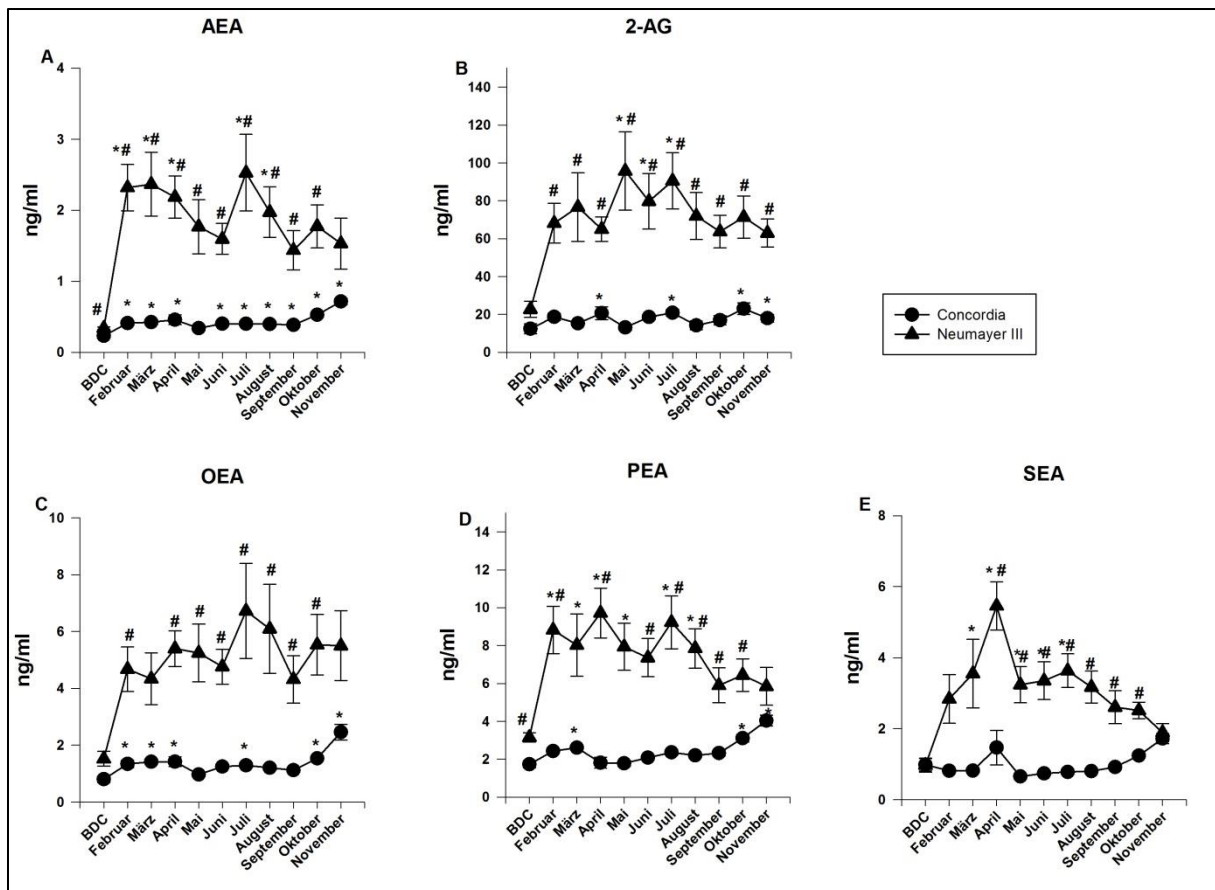 AEA
A
4
3
2
1
0
ng/ml
# *# *# *# # # *# *# # #
* * * * * * * * *
BDC Februar März April Mai Juni Juli August September Oktober November
2-AG
B
140
120
100
80
60
40
20
0
ng/ml
# # # *# *# *# # # # #
* * * *
BDC Februar März April Mai Juni Juli August September Oktober November
Concordia
Neumayer III
OEA
C
10
8
6
4
2
0
ng/ml
# # # # # # # #
* * * * * *
BDC Februar März April Mai Juni Juli August September Oktober November
PEA
D
14
12
10
8
6
4
2
0
ng/ml
# *# * *# * # *# *# # #
* * *
BDC Februar März April Mai Juni Juli August September Oktober November
SEA
E
8
6
4
2
0
ng/ml
* *# *# *# *# # # #
BDC Februar März April Mai Juni Juli August September Oktober November